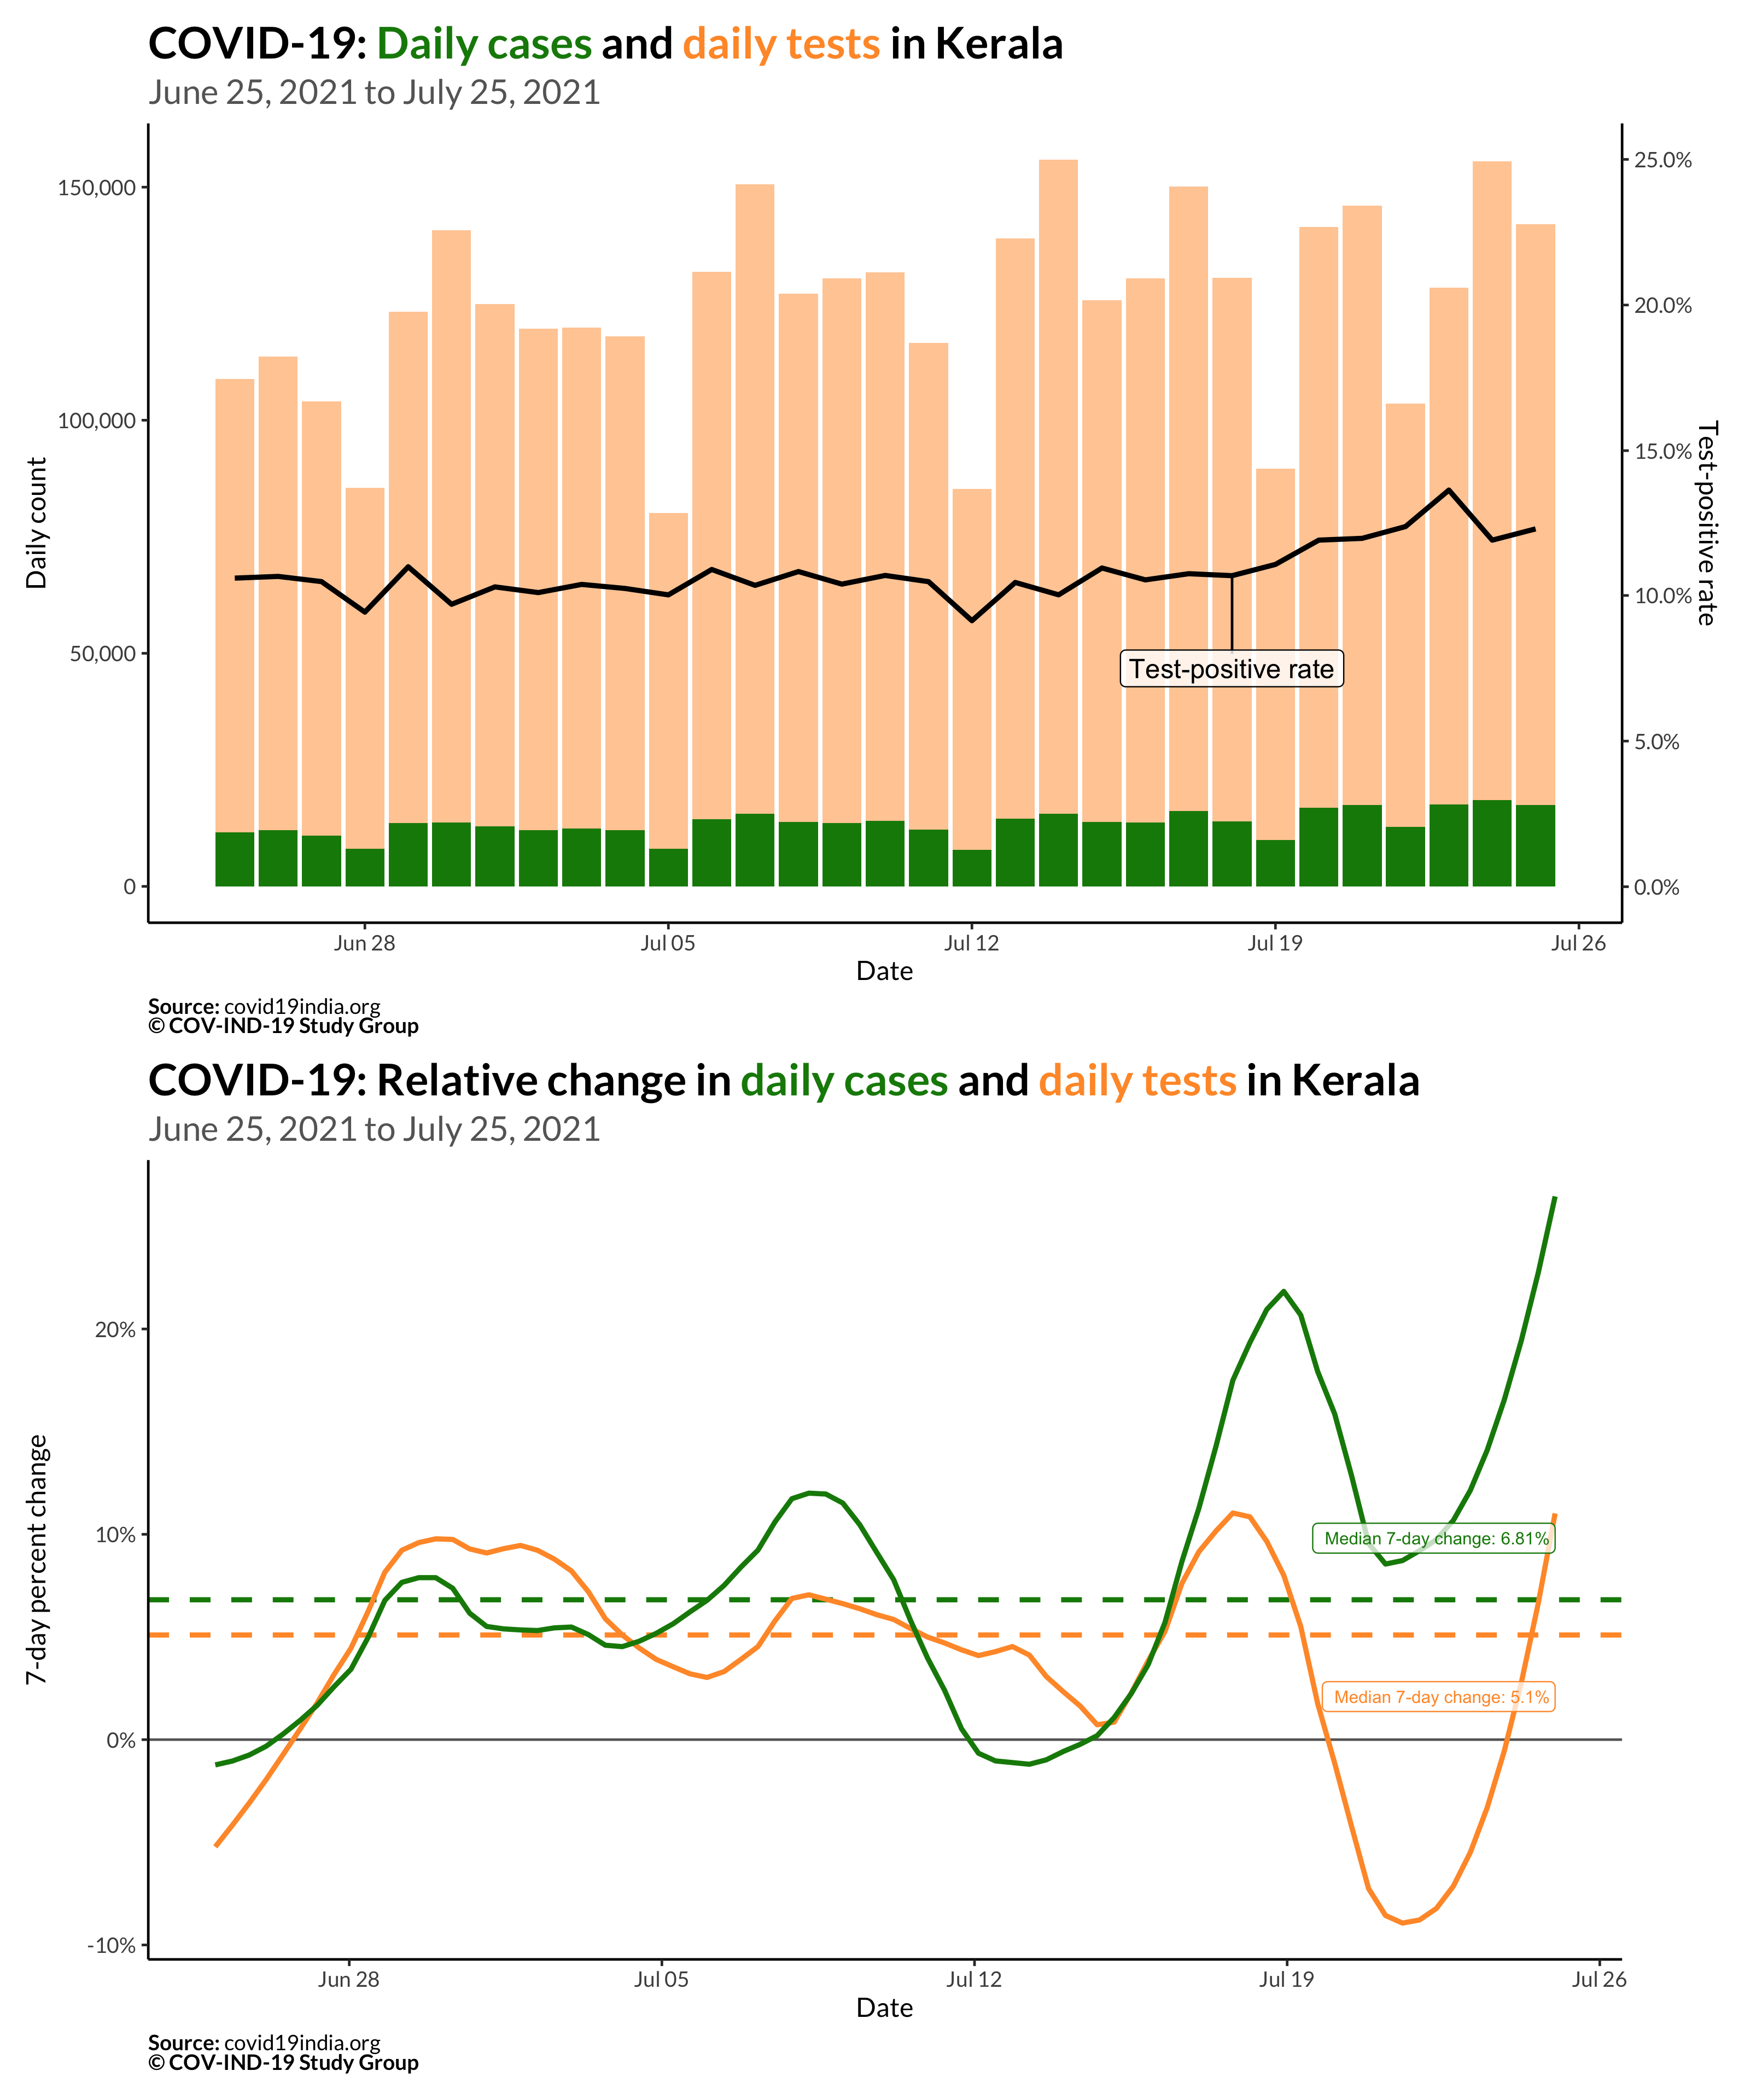 COVID-19: Daily cases and daily tests in Kerala
June 25, 2021 to July 25, 2021
150,000
100,000
50,000
0
Daily count
25.0%
20.0%
15.0%
10.0%
5.0%
0.0%
Test-positive rate
Test-positive rate
Jun 28
Jul 05
Jul 12
Jul 19
Jul 26
Date
Source: covid19india.org
© COV-IND-19 Study Group
COVID-19: Relative change in daily cases and daily tests in Kerala
June 25, 2021 to July 25, 2021
20%
10%
0%
-10%
7-day percent change
Median 7-day change: 6.81%
Median 7-day change: 5.1%
Jun 28
Jul 05
Jul 12
Jul 19
Jul 26
Date
Source: covid19india.org
© COV-IND-19 Study Group